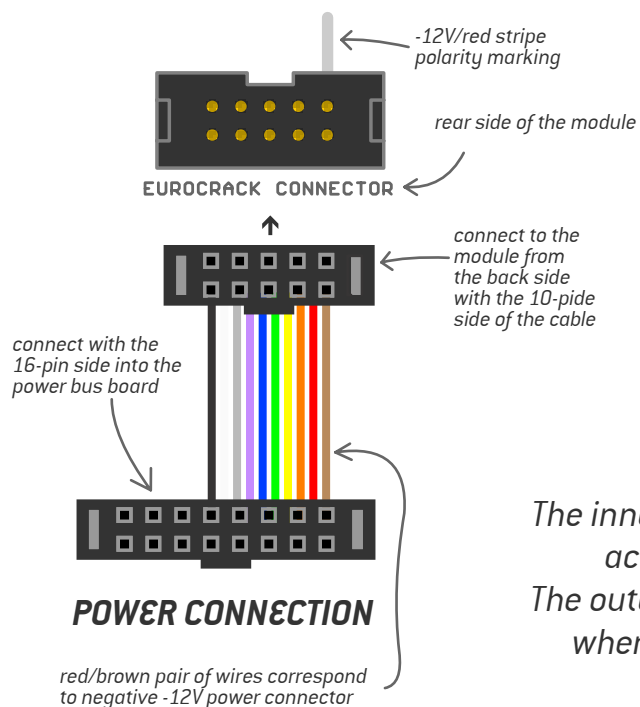 -12V/red stripe
polarity marking
rear side of the module
EUROCRACK CONNECTOR
connect to the
module from
the back side
with the 10-pide
side of the cable
connect with the
16-pin side into the
power bus board
The inn
ac
The out
when
POWER CONNECTION
red/brown pair of wires correspond
to negative -12V power connector